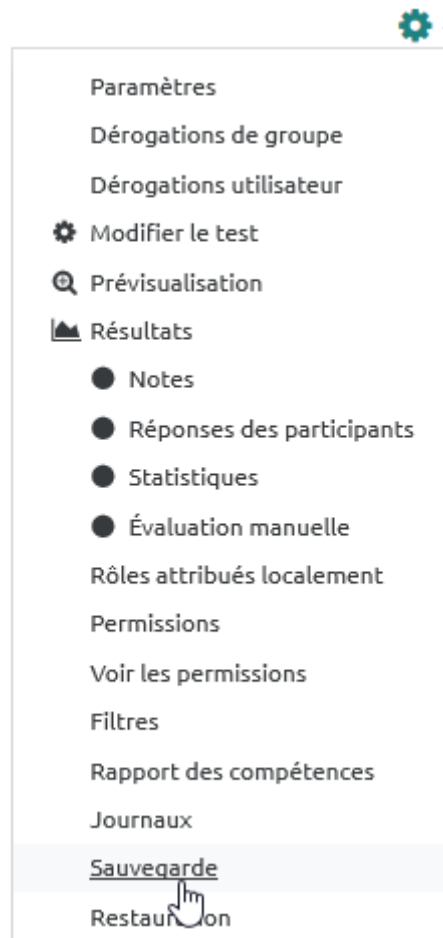 Paramètres
Dérogations de groupe
Dérogations utilisateur
Modifier le test
Prévisualisation
Résultats
Notes
Réponses des participants
Statistiques
Évaluation manuelle
Rôles attribués localement
Permissions
Voir les permissions
Filtres
Rapport des compétences
Journaux
Sauvegarde
Restauration